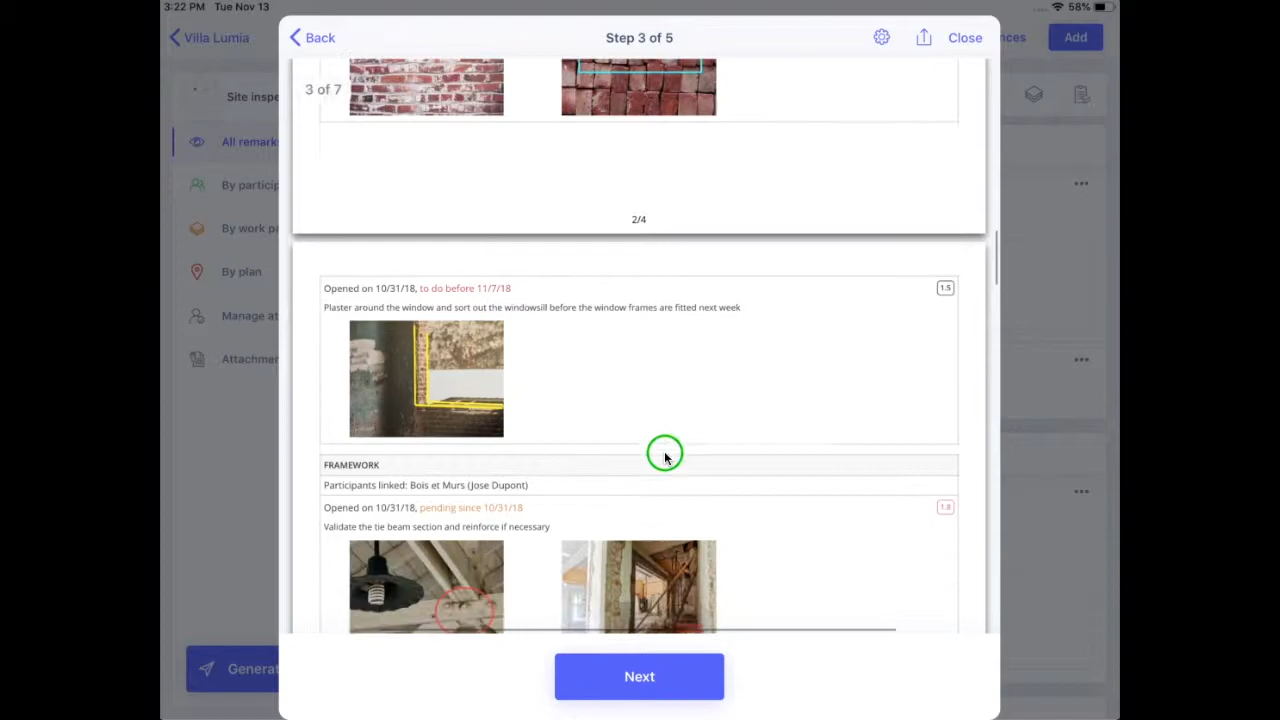 3:22 PM Tue Nov 13
58%
Villa Lumia
Back
Step 3 of 5
Close
Add
3 of 7
Site inspe
All remark
By particip
By work pa
By plan
Manage at
Attachmen
Generat
2/4
Opened on 10/31/18, to do before 11/7/18
1.5
Plaster around the window and sort out the windowsill before the window frames are fitted next week
FRAMEWORK
Participants linked: Bois et Murs (Jose Dupont)
Opened on 10/31/18, pending since 10/31/18
1.8
Validate the tie beam section and reinforce if necessary
Next